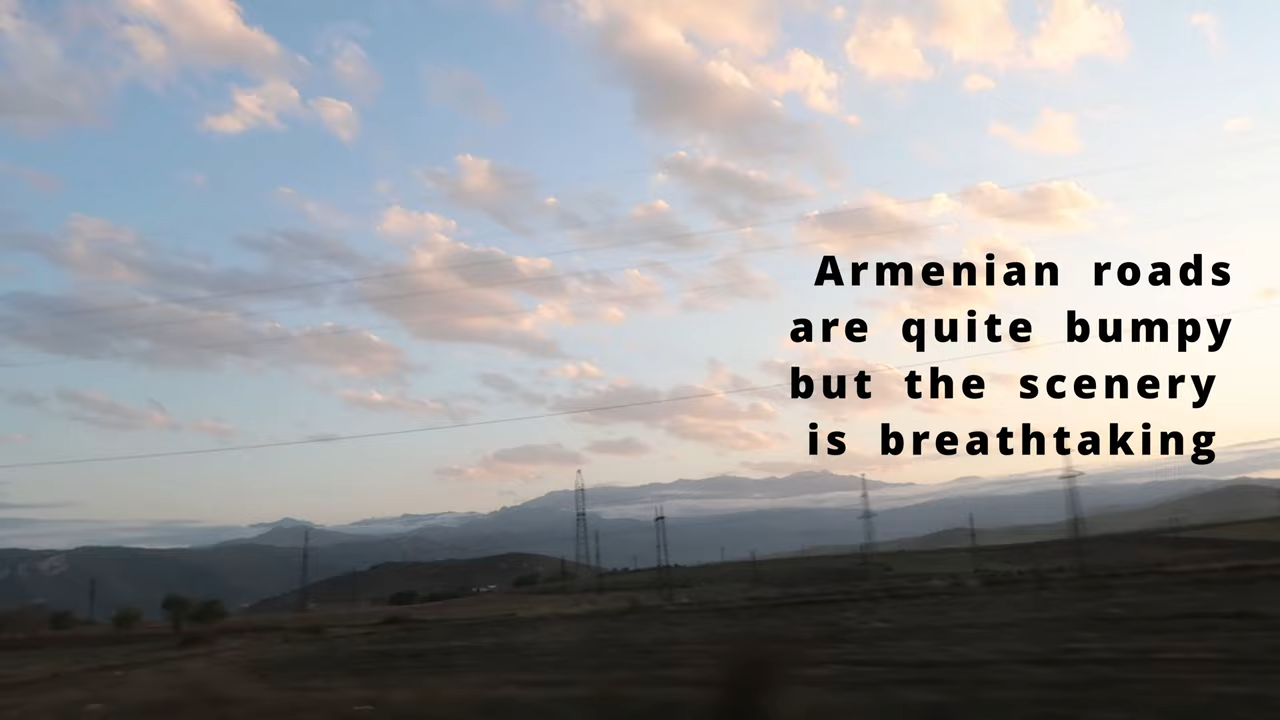 Armenian roads
are quite bumpy
but the scenery
is breathtaking